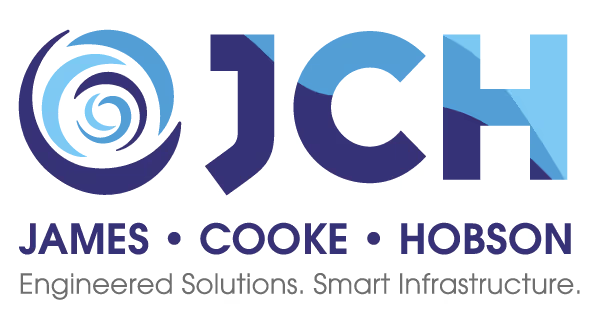 JCH
JAMES • COOKE • HOBSON
Engineered Solutions. Smart Infrastructure.